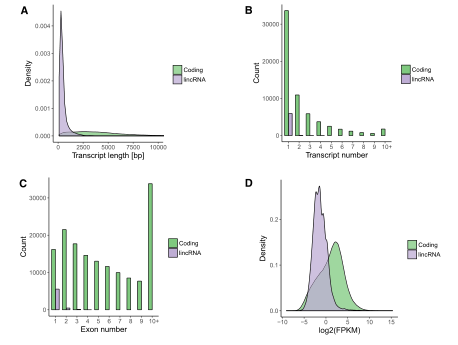 A
0.004
0.003
0.002
0.001
0.000
Density
0 2500 5000 7500 10000
Transcript length [bp]
Coding
lincRNA
B
30000
20000
10000
0
Count
1 2 3 4 5 6 7 8 9 10+
Transcript number
Coding
lincRNA
C
30000
20000
10000
0
Count
1 2 3 4 5 6 7 8 9 10+
Exon number
Coding
lincRNA
D
0.2
0.1
0.0
Density
−10 −5 0 5 10 15
log2(FPKM)
Coding
lincRNA